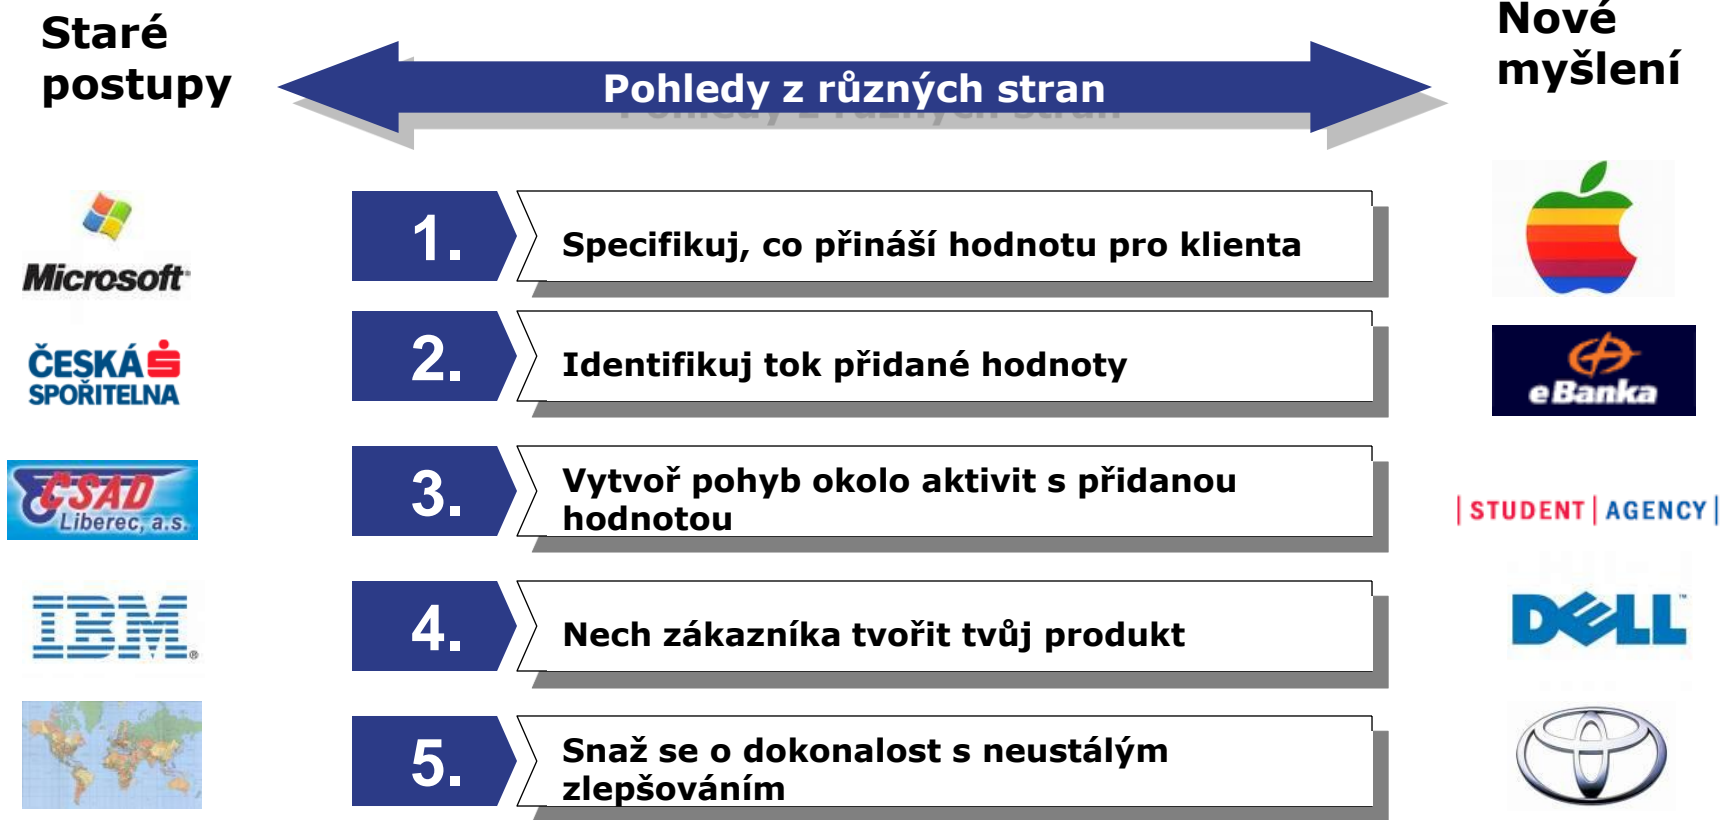 Staré
postupy
Pohledy z různých stran
Nové
myšlení
Microsoft
1.
Specifikuj, co přináší hodnotu pro klienta
ČESKÁ
SPOŘITELNA
2.
Identifikuj tok přidané hodnoty
eBanka
ČSAD
Liberec, a.s.
3.
Vytvoř pohyb okolo aktivit s přidanou
hodnotou
STUDENT AGENCY
IBM
4.
Nech zákazníka tvořit tvůj produkt
DELL
5.
Snaž se o dokonalost s neustálým
zlepšováním